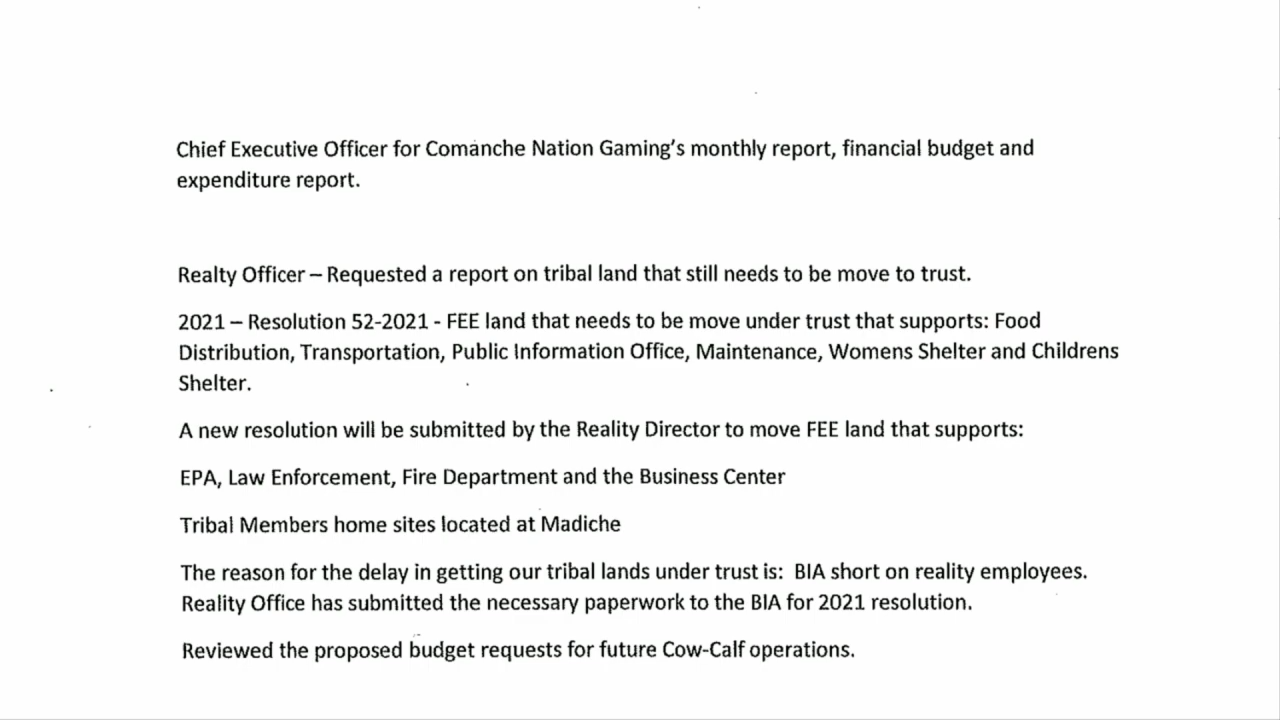 Chief Executive Officer for Comanche Nation Gaming's monthly report, financial budget and
expenditure report.
Realty Officer – Requested a report on tribal land that still needs to be move to trust.
2021 – Resolution 52-2021 - FEE land that needs to be move under trust that supports: Food
Distribution, Transportation, Public Information Office, Maintenance, Womens Shelter and Childrens
Shelter.
A new resolution will be submitted by the Reality Director to move FEE land that supports:
EPA, Law Enforcement, Fire Department and the Business Center
Tribal Members home sites located at Madiche
The reason for the delay in getting our tribal lands under trust is:  BIA short on reality employees.
Reality Office has submitted the necessary paperwork to the BIA for 2021 resolution.
Reviewed the proposed budget requests for future Cow-Calf operations.